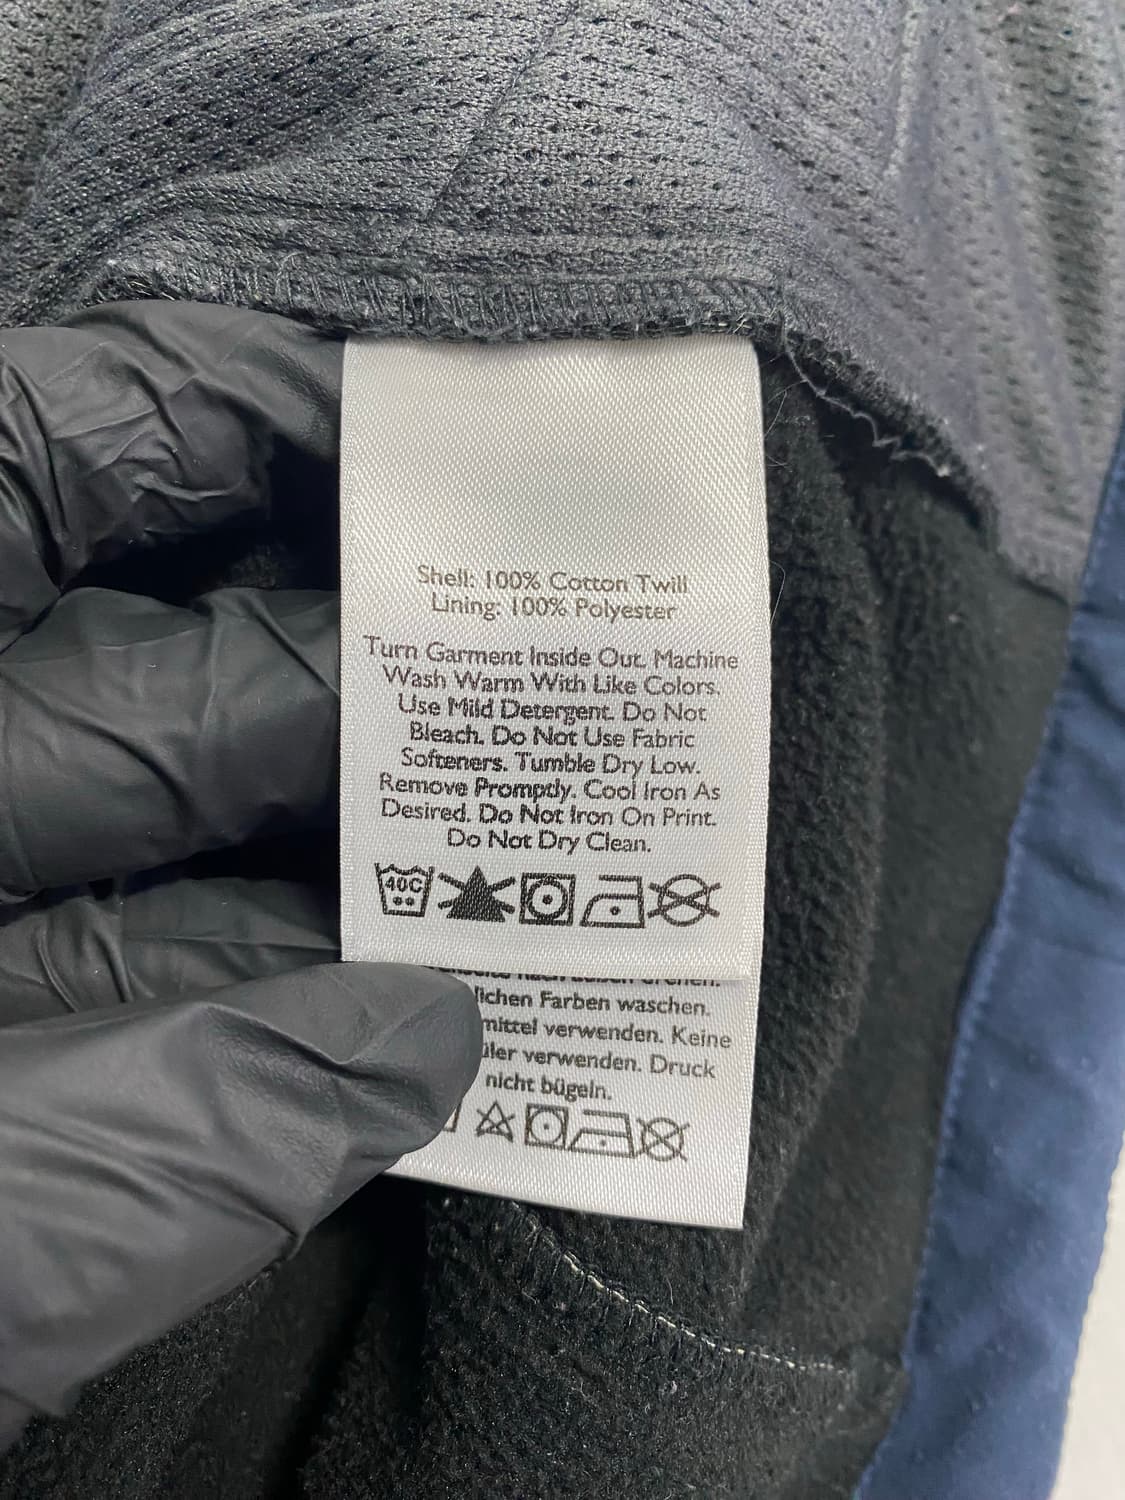 Shell: 100% Cotton Twill
Lining: 100% Polyester
Turn Garment Inside Out. Machine
Wash Warm With Like Colors.
Use Mild Detergent. Do Not
Bleach. Do Not Use Fabric
Softeners. Tumble Dry Low.
Remove Promptly. Cool Iron As
Desired. Do Not Iron On Print.
Do Not Dry Clean.
40C
lichen Farben waschen.
mittel verwenden. Keine
üler verwenden. Druck
nicht bügeln.